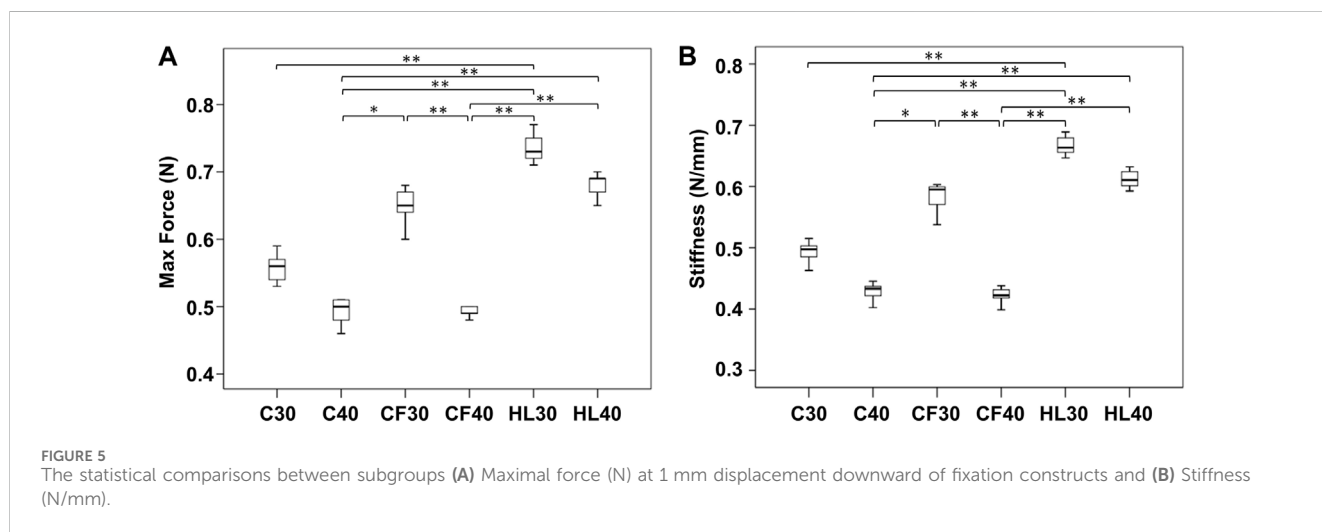 A
B
**
**
**
**
*
**
**
Max Force (N)
0.8
0.7
0.6
0.5
0.4
C30 C40 CF30 CF40 HL30 HL40
**
**
**
**
*
**
**
Stiffness (N/mm)
0.8
0.7
0.6
0.5
0.4
0.3
C30 C40 CF30 CF40 HL30 HL40
FIGURE 5
The statistical comparisons between subgroups (A) Maximal force (N) at 1 mm displacement downward of fixation constructs and (B) Stiffness
(N/mm).